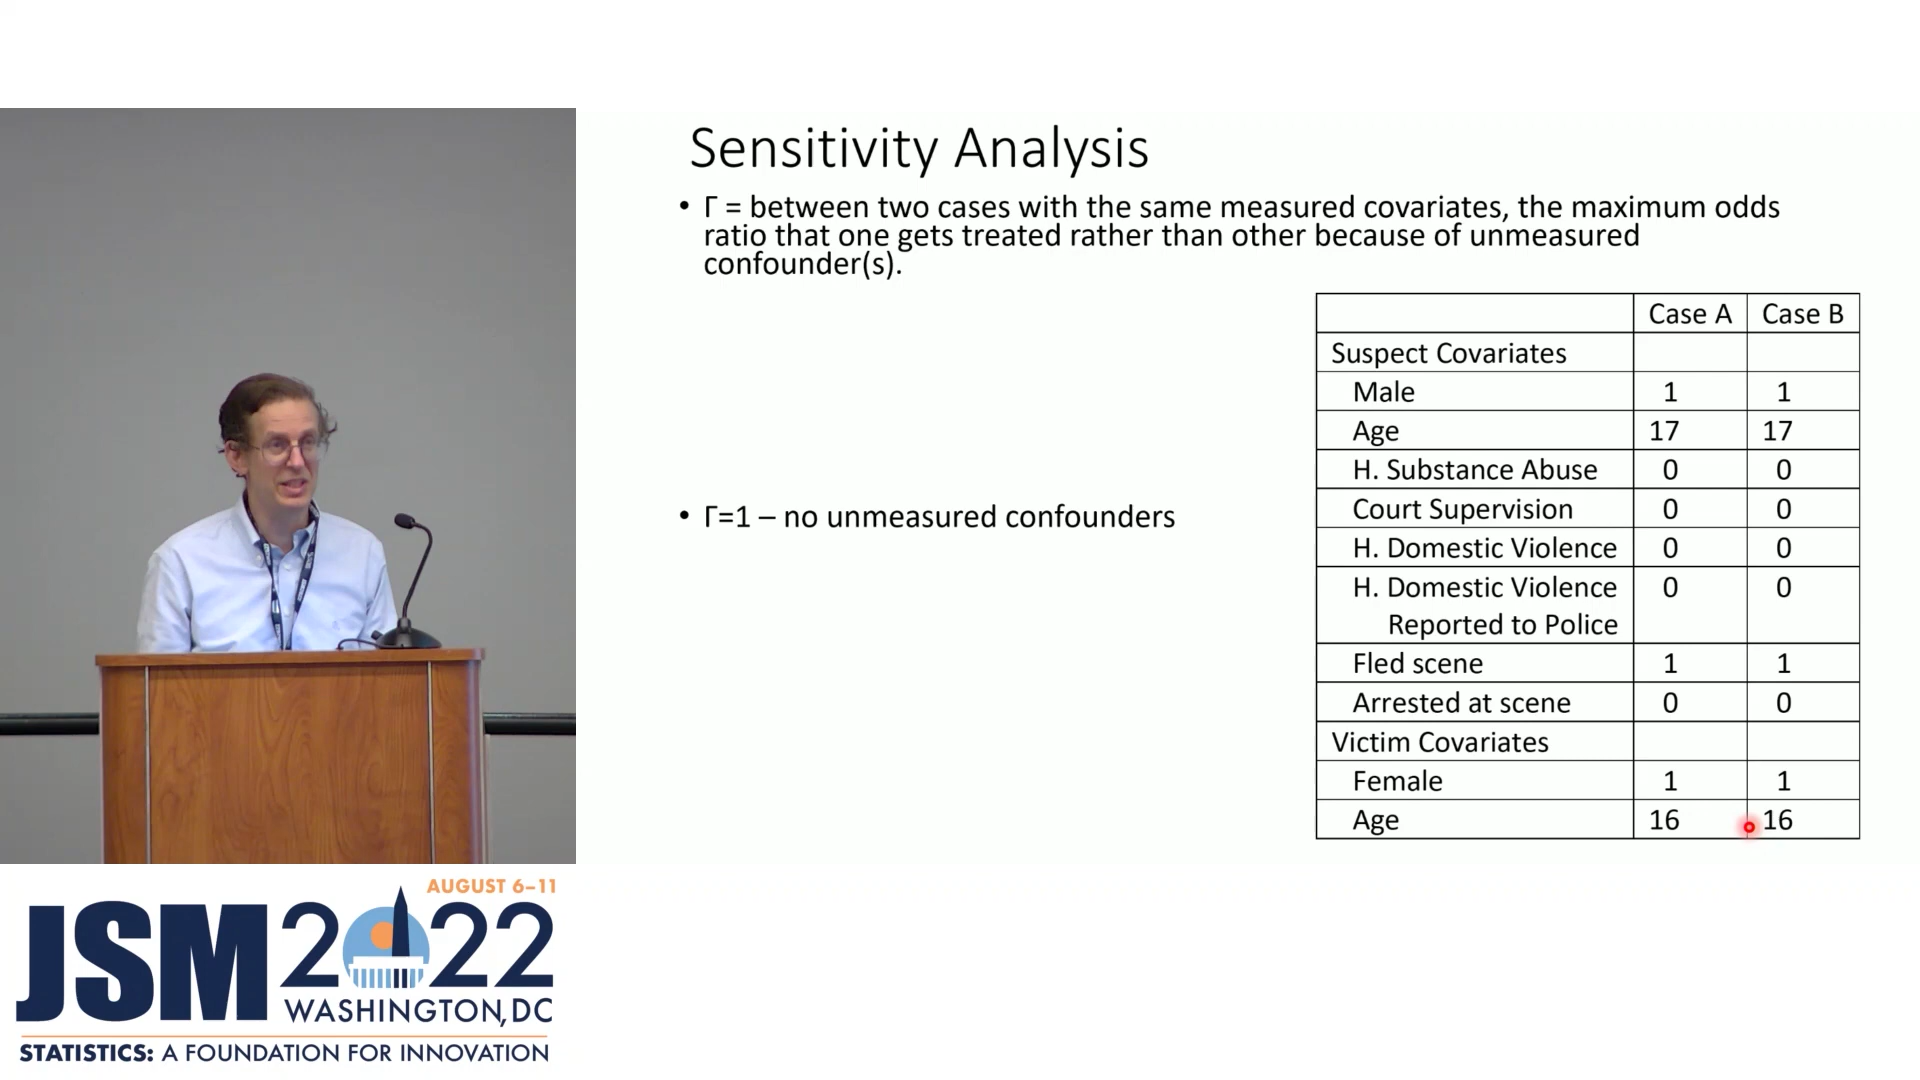 Sensitivity Analysis
• Γ = between two cases with the same measured covariates, the maximum odds
ratio that one gets treated rather than other because of unmeasured
confounder(s).
• Γ=1 – no unmeasured confounders
Case A Case B
Suspect Covariates
Male 1 1
Age 17 17
H. Substance Abuse 0 0
Court Supervision 0 0
H. Domestic Violence 0 0
H. Domestic Violence 0 0
Reported to Police
Fled scene 1 1
Arrested at scene 0 0
Victim Covariates
Female 1 1
Age 16 16
AUGUST 6–11
JSM 2022
WASHINGTON, DC
STATISTICS: A FOUNDATION FOR INNOVATION